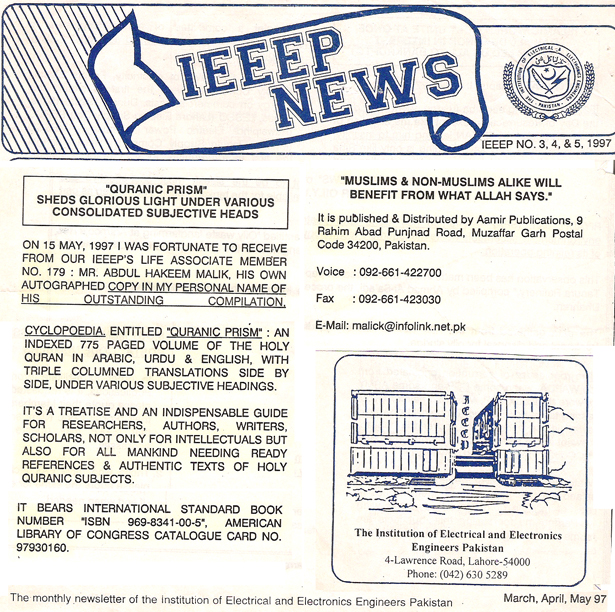 IEEEP
NEWS
INSTITUTION OF ELECTRICAL & ELECTRONICS ENGINEERS
PAKISTAN
IEEEP NO. 3, 4, & 5, 1997
"QURANIC PRISM"
SHEDS GLORIOUS LIGHT UNDER VARIOUS
CONSOLIDATED SUBJECTIVE HEADS
ON 15 MAY, 1997 I WAS FORTUNATE TO RECEIVE
FROM OUR IEEEP'S LIFE ASSOCIATE MEMBER
NO. 179 : MR. ABDUL HAKEEM MALIK, HIS OWN
AUTOGRAPHED COPY IN MY PERSONAL NAME OF
HIS OUTSTANDING COMPILATION,
CYCLOPOEDIA. ENTITLED "QURANIC PRISM" : AN
INDEXED 775 PAGED VOLUME OF THE HOLY
QURAN IN ARABIC, URDU & ENGLISH, WITH
TRIPLE COLUMNED TRANSLATIONS SIDE BY
SIDE, UNDER VARIOUS SUBJECTIVE HEADINGS.
IT'S A TREATISE AND AN INDISPENSABLE GUIDE
FOR RESEARCHERS, AUTHORS, WRITERS,
SCHOLARS, NOT ONLY FOR INTELLECTUALS BUT
ALSO FOR ALL MANKIND NEEDING READY
REFERENCES & AUTHENTIC TEXTS OF HOLY
QURANIC SUBJECTS.
IT BEARS INTERNATIONAL STANDARD BOOK
NUMBER "ISBN 969-8341-00-5", AMERICAN
LIBRARY OF CONGRESS CATALOGUE CARD NO.
97930160.
"MUSLIMS & NON-MUSLIMS ALIKE WILL
BENEFIT FROM WHAT ALLAH SAYS."
It is published & Distributed by Aamir Publications, 9
Rahim Abad Punjnad Road, Muzaffar Garh Postal
Code 34200, Pakistan.
Voice : 092-661-422700
Fax : 092-661-423030
E-Mail: malick@infolink.net.pk
IEEEP
The Institution of Electrical and Electronics
Engineers Pakistan
4-Lawrence Road, Lahore-54000
Phone: (042) 630 5289
The monthly newsletter of the Institution of Electrical and Electronics Engineers Pakistan
March, April, May 97